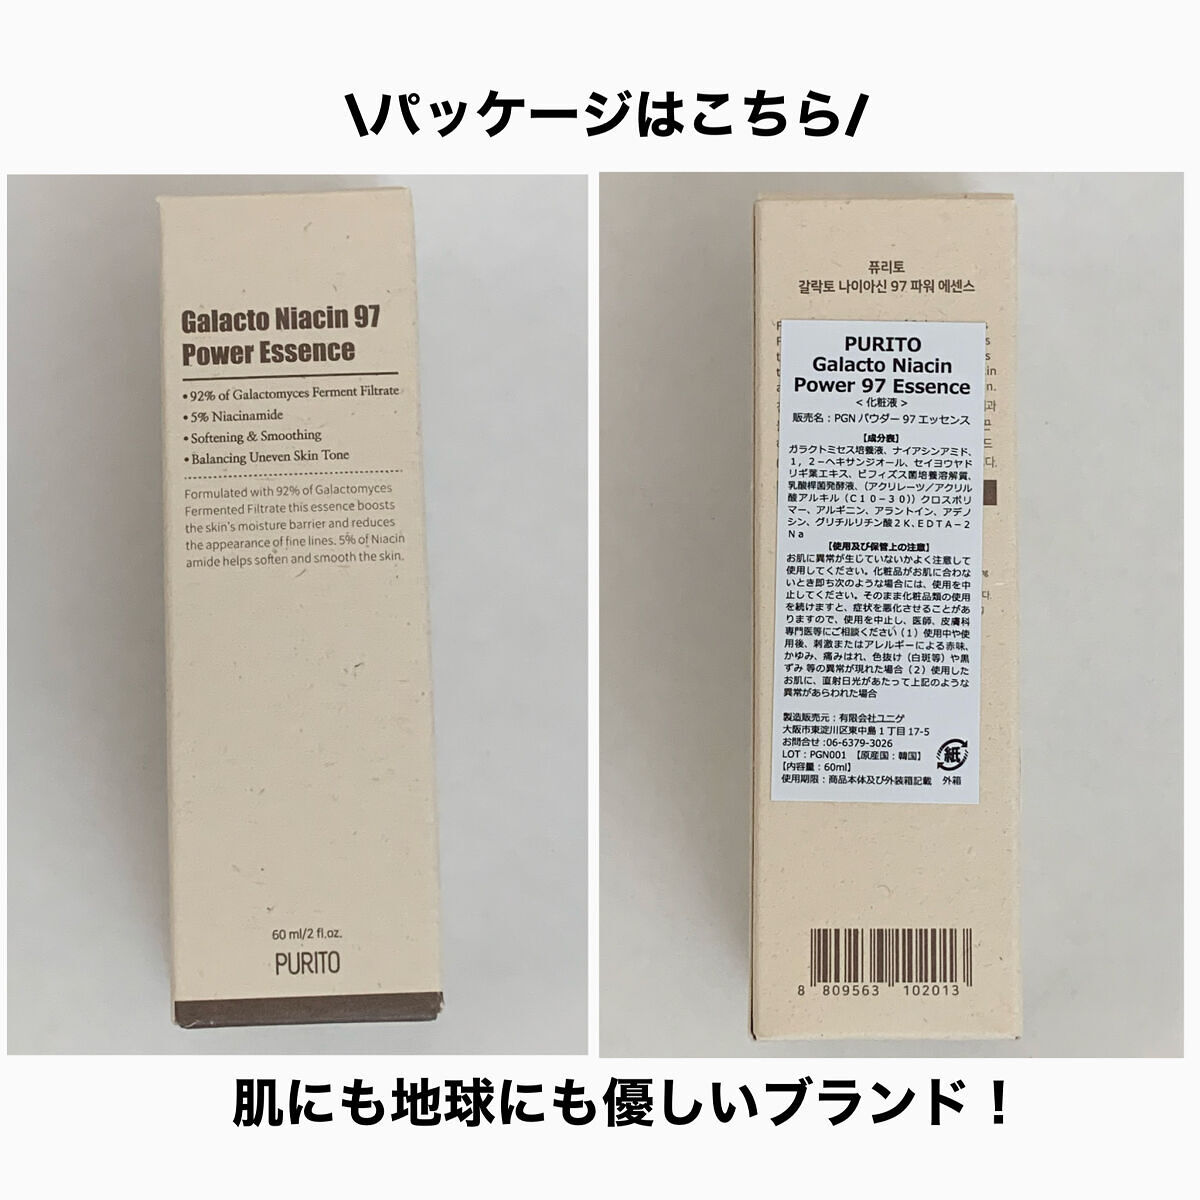 \パッケージはこちら/
Galacto Niacin 97
Power Essence
•92% of Galactomyces Ferment Filtrate
•5% Niacinamide
•Softening & Smoothing
•Balancing Uneven Skin Tone
Formulated with 92% of Galactomyces
Fermented Filtrate this essence boosts
the skin's moisture barrier and reduces
the appearance of fine lines. 5% of Niacin
amide helps soften and smooth the skin.
60 ml/2 fl.oz.
PURITO
퓨리토
갈락토 나이아신 97 파워 에센스
PURITO
Galacto Niacin
Power 97 Essence
<化粧液>
販売名：PGN パウダー 97 エッセンス
【成分表】
ガラクトミセス培養液、ナイアシンアミド、
１，２－ヘキサンジオール、セイヨウヤド
リギ葉エキス、ビフィズス菌培養溶解質、
乳酸桿菌発酵液、（アクリレーツ／アクリル
酸アルキル（Ｃ１０－３０））クロスポリ
マー、アルギニン、アラントイン、アデノ
シン、グリチルリチン酸２Ｋ、ＥＤＴＡ－２
Ｎａ
【使用及び保管上の注意】
お肌に異常が生じていないかよく注意して
使用してください。化粧品がお肌に合わな
いとき即ち次のような場合には、使用を中
止してください。そのまま化粧品類の使用
を続けますと、症状を悪化させることがあ
りますので、使用を中止し、医師、皮膚科
専門医等にご相談ください（１）使用中や使
用後、刺激またはアレルギーによる赤味、
かゆみ、痛みはれ、色抜け（白斑等）や黒
ずみ 等の異常が現れた場合（２）使用した
お肌に、直射日光があたって上記のような
異常があらわれた場合
製造販売元：有限会社ユニゲ
大阪市東淀川区東中島１丁目 17-5
お問合せ:06-6379-3026
LOT：PGN001 【原産国：韓国】
【内容量：60ml】
使用期限：商品本体及び外装箱記載
紙
外箱
8 809563 102013
肌にも地球にも優しいブランド！